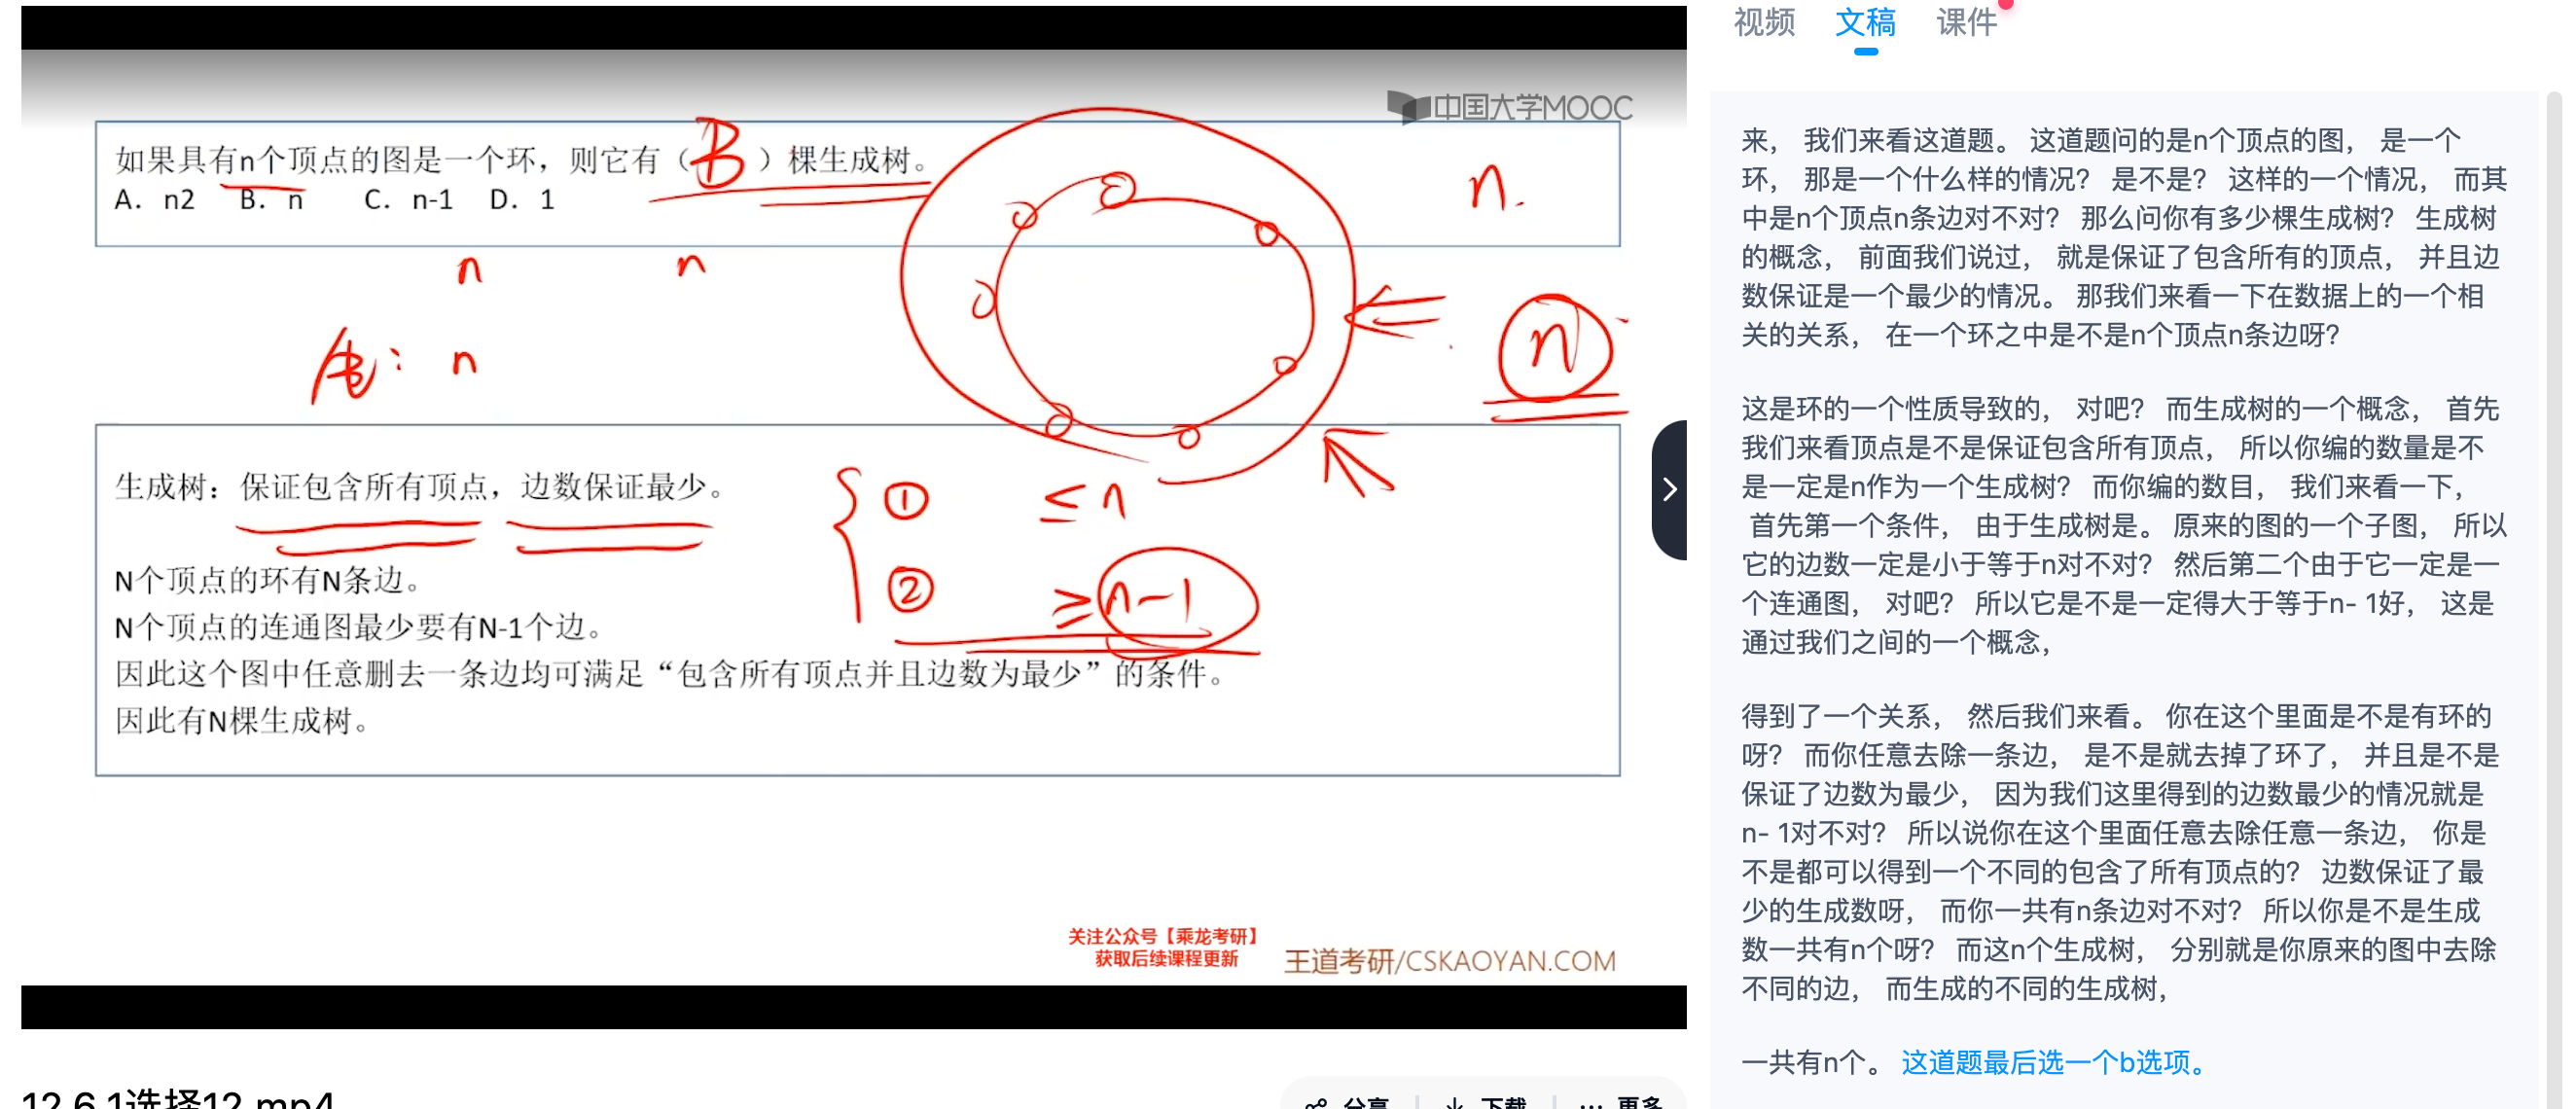 视频 文稿 课件
中国大学MOOC
如果具有n个顶点的图是一个环，则它有（B）棵生成树。
A. n2 B. n C. n-1 D. 1
n.
n n
n
B: n
生成树：保证包含所有顶点，边数保证最少。
① ≤n
② ≥n-1
N个顶点的环有N条边。
N个顶点的连通图最少要有N-1个边。
因此这个图中任意删去一条边均可满足“包含所有顶点并且边数为最少”的条件。
因此有N棵生成树。
关注公众号【乘龙考研】
获取后续课程更新
王道考研/CSKAOYAN.COM
12.6.1选择12.mp4
分享 下载 更多
来， 我们来看这道题。 这道题问的是n个顶点的图， 是一个
环， 那是一个什么样的情况？ 是不是？ 这样的一个情况， 而其
中是n个顶点n条边对不对？ 那么问你有多少棵生成树？ 生成树
的概念， 前面我们说过， 就是保证了包含所有的顶点， 并且边
数保证是一个最少的情况。 那我们来看一下在数据上的一个相
关的关系， 在一个环之中是不是n个顶点n条边呀？
这是环的一个性质导致的， 对吧？ 而生成树的一个概念， 首先
我们来看顶点是不是保证包含所有顶点， 所以你编的数量是不
是一定是n作为一个生成树？ 而你编的数目， 我们来看一下，
首先第一个条件， 由于生成树是。 原来的图的一个子图， 所以
它的边数一定是小于等于n对不对？ 然后第二个由于它一定是一
个连通图， 对吧？ 所以它是不是一定得大于等于n- 1好， 这是
通过我们之间的一个概念，
得到了一个关系， 然后我们来看。 你在这个里面是不是有环的
呀？ 而你任意去除一条边， 是不是就去掉了环了， 并且是不是
保证了边数为最少， 因为我们这里得到的边数最少的情况就是
n- 1对不对？ 所以说你在这个里面任意去除任意一条边， 你是
不是都可以得到一个不同的包含了所有顶点的？ 边数保证了最
少的生成数呀， 而你一共有n条边对不对？ 所以你是不是生成
数一共有n个呀？ 而这n个生成树， 分别就是你原来的图中去除
不同的边， 而生成的不同的生成树，
一共有n个。 这道题最后选一个b选项。